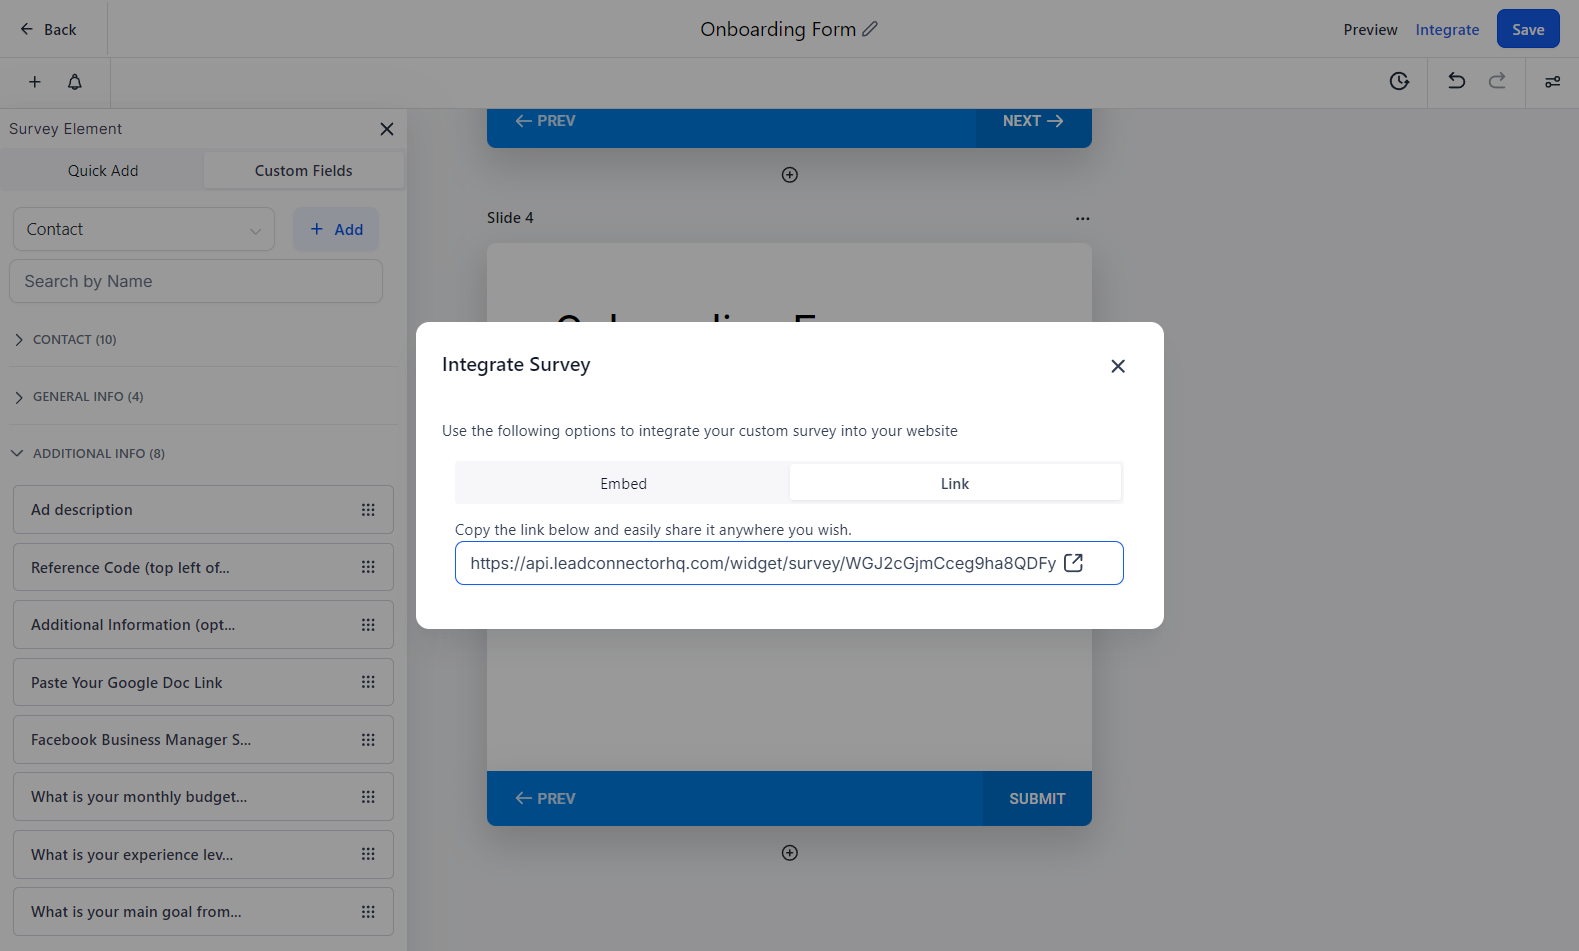 Back
Onboarding Form
Preview
Integrate
Save
Survey Element
Quick Add
Custom Fields
Contact
Add
Search by Name
CONTACT (10)
GENERAL INFO (4)
ADDITIONAL INFO (8)
Ad description
Reference Code (top left of...
Additional Information (opt...
Paste Your Google Doc Link
Facebook Business Manager S...
What is your monthly budget...
What is your experience lev...
What is your main goal from...
PREV
NEXT
Slide 4
Integrate Survey
Use the following options to integrate your custom survey into your website
Embed
Link
Copy the link below and easily share it anywhere you wish.
https://api.leadconnectorhq.com/widget/survey/WGJ2cGjmCceg9ha8QDFy
PREV
SUBMIT